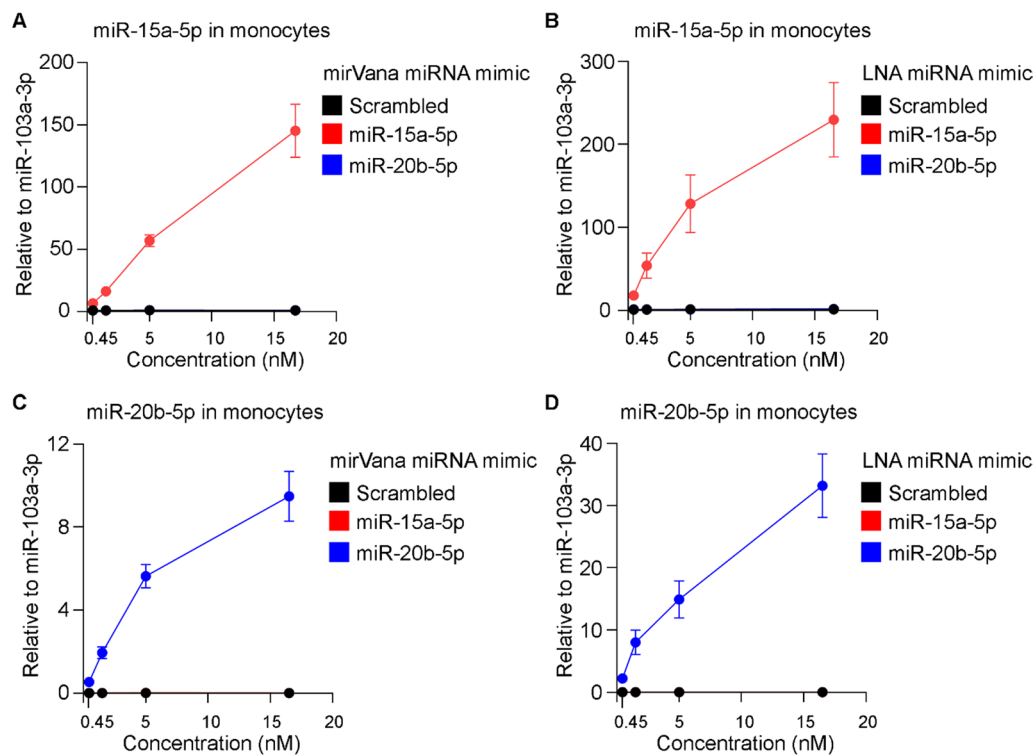 A
miR-15a-5p in monocytes
Relative to miR-103a-3p
200
150
100
50
0
0.45
5
10
15
20
Concentration (nM)
mirVana miRNA mimic
Scrambled
miR-15a-5p
miR-20b-5p
B
miR-15a-5p in monocytes
Relative to miR-103a-3p
300
200
100
0
0.45
5
10
15
20
Concentration (nM)
LNA miRNA mimic
Scrambled
miR-15a-5p
miR-20b-5p
C
miR-20b-5p in monocytes
Relative to miR-103a-3p
12
8
4
0
0.45
5
10
15
20
Concentration (nM)
mirVana miRNA mimic
Scrambled
miR-15a-5p
miR-20b-5p
D
miR-20b-5p in monocytes
Relative to miR-103a-3p
40
30
20
10
0
0.45
5
10
15
20
Concentration (nM)
LNA miRNA mimic
Scrambled
miR-15a-5p
miR-20b-5p